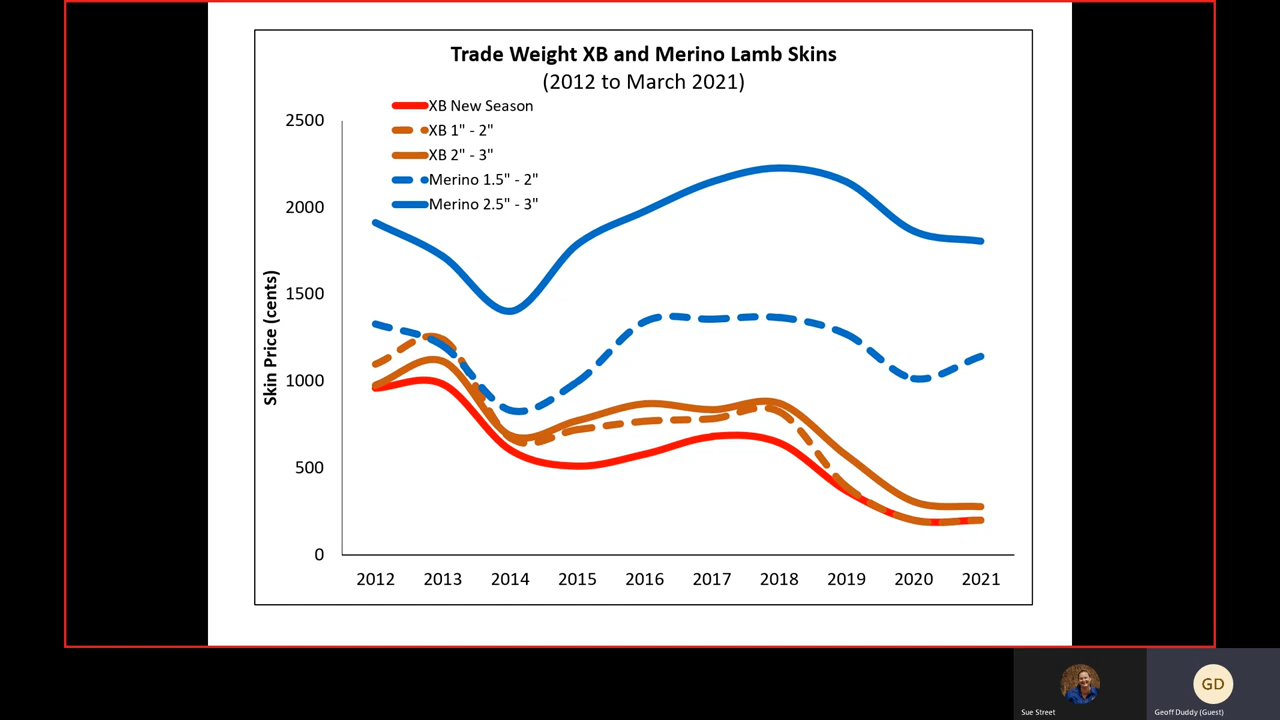 Trade Weight XB and Merino Lamb Skins
(2012 to March 2021)
XB New Season
XB 1" - 2"
XB 2" - 3"
Merino 1.5" - 2"
Merino 2.5" - 3"
2500
2000
1500
1000
500
0
Skin Price (cents)
2012 2013 2014 2015 2016 2017 2018 2019 2020 2021
GD
Sue Street
Geoff Duddy (Guest)